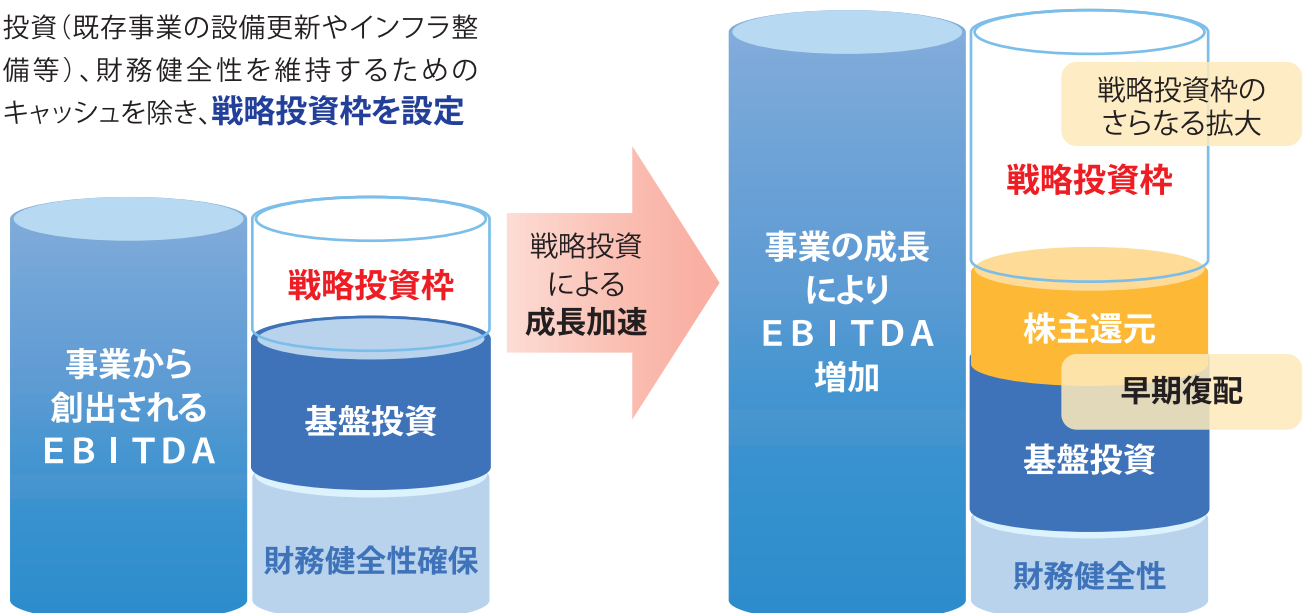 投資（既存事業の設備更新やインフラ整
備等）、財務健全性を維持するための
キャッシュを除き、戦略投資枠を設定
事業から
創出される
ＥＢＩＴＤＡ
戦略投資枠
基盤投資
財務健全性確保
戦略投資
による
成長加速
事業の成長
により
ＥＢＩＴＤＡ
増加
戦略投資枠の
さらなる拡大
戦略投資枠
株主還元
早期復配
基盤投資
財務健全性